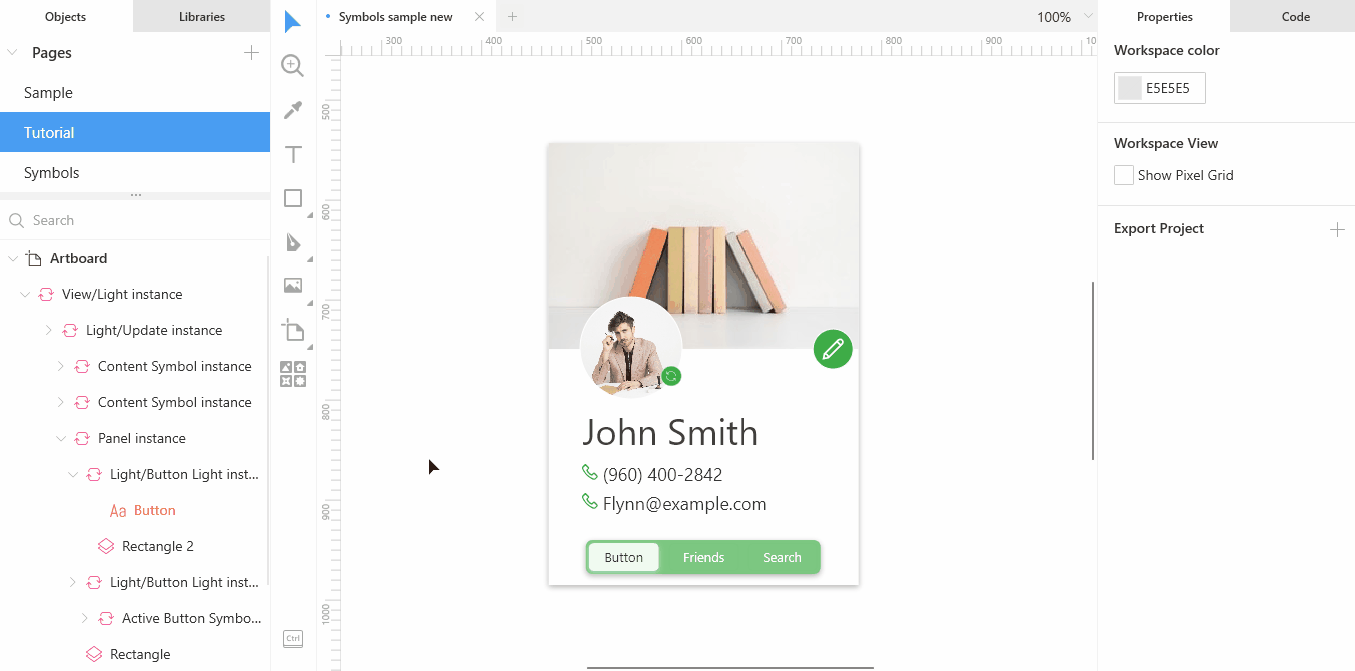 Objects
Libraries
Symbols sample new
100%
Properties
Code
Pages
Sample
Tutorial
Symbols
Search
Artboard
View/Light instance
Light/Update instance
Content Symbol instance
Content Symbol instance
Panel instance
Light/Button Light inst...
Aa Button
Rectangle 2
Light/Button Light inst...
Active Button Symbo...
Rectangle
T
Ctrl
300 400 500 600 700 800 900 10
500
600
700
800
900
1000
John Smith
(960) 400-2842
Flynn@example.com
Button Friends Search
Workspace color
E5E5E5
Workspace View
Show Pixel Grid
Export Project